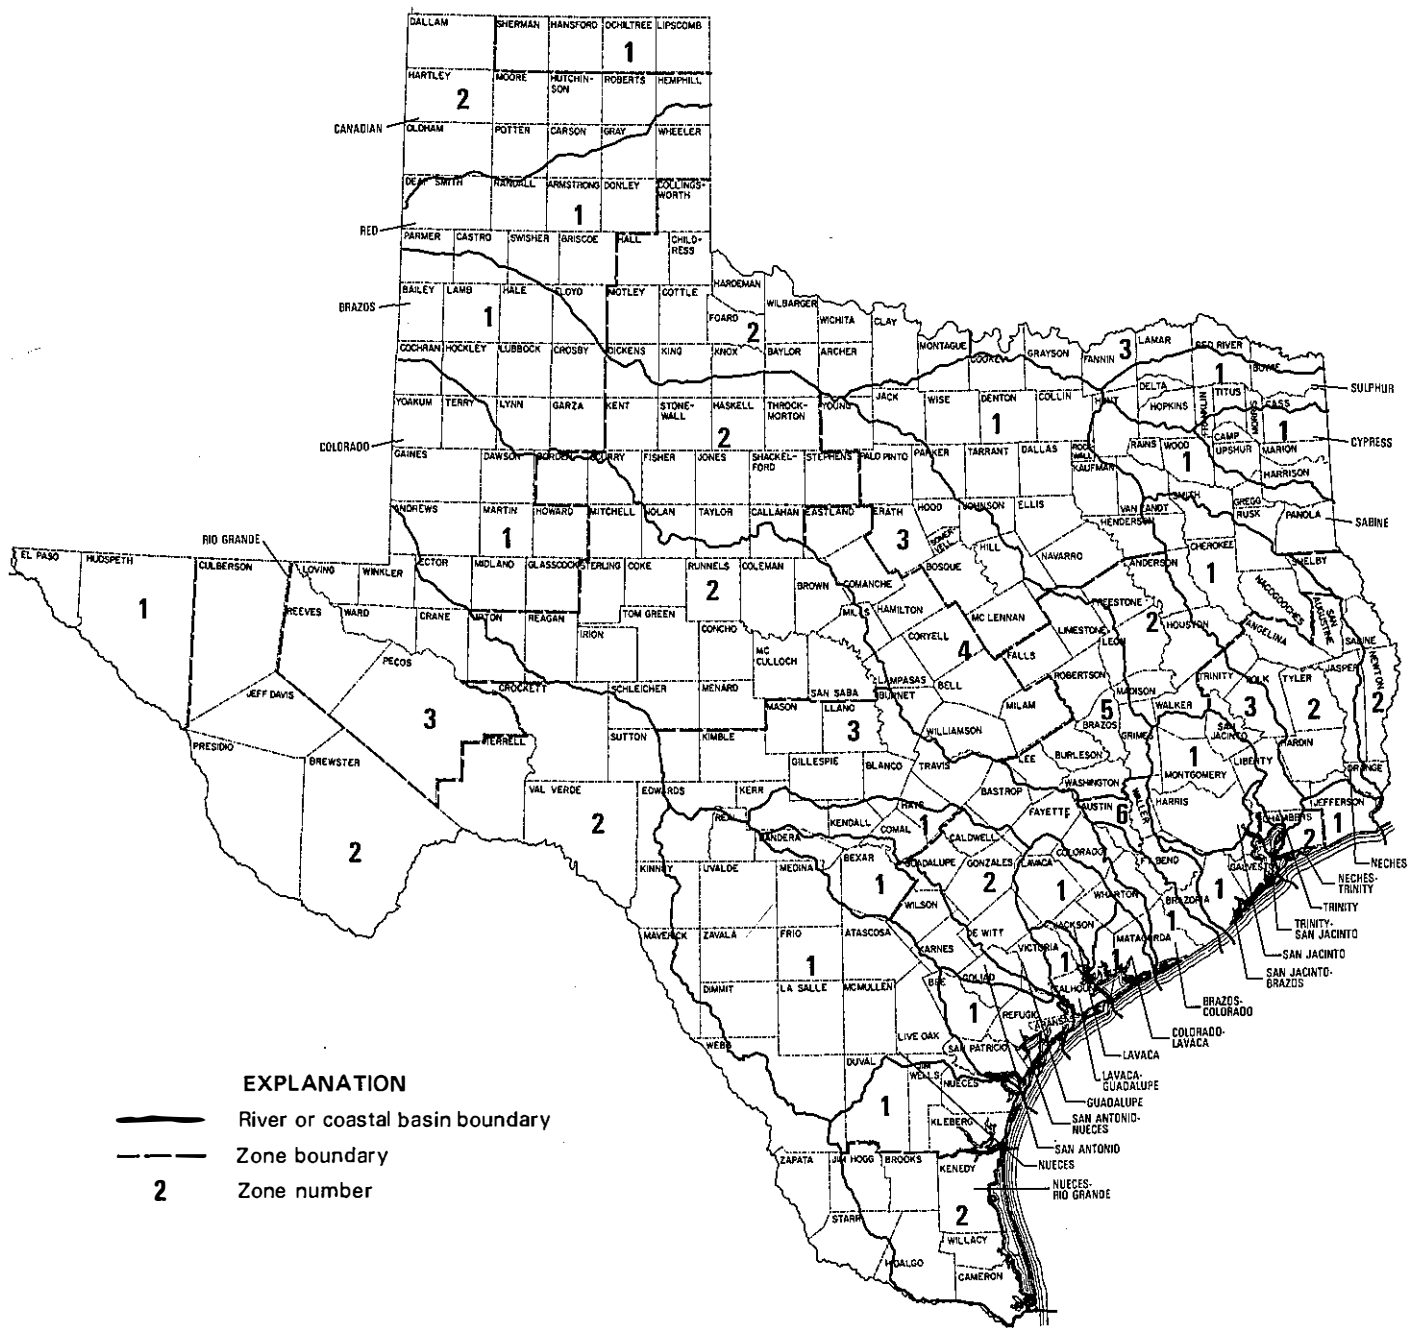 DALLAM
SHERMAN
HANSFORD
OCHILTREE
LIPSCOMB
1
HARTLEY
MOORE
HUTCHIN-
SON
ROBERTS
HEMPHILL
2
CANADIAN
OLDHAM
POTTER
CARSON
GRAY
WHEELER
DEAF SMITH
RANDALL
ARMSTRONG
DONLEY
COLLINGS-
WORTH
1
RED
PARMER
CASTRO
SWISHER
BRISCOE
HALL
CHILD-
RESS
BAILEY
LAMB
HALE
FLOYD
MOTLEY
COTTLE
HARDEMAN
WILBARGER
FOARD
WICHITA
CLAY
MONTAGUE
COOKE
GRAYSON
FANNIN
LAMAR
RED RIVER
BOWIE
BRAZOS
1
2
3
1
COCHRAN
HOCKLEY
LUBBOCK
CROSBY
DICKENS
KING
KNOX
BAYLOR
ARCHER
SULPHUR
YOAKUM
TERRY
LYNN
GARZA
KENT
STONE-
WALL
HASKELL
THROCK-
MORTON
YOUNG
JACK
WISE
DENTON
COLLIN
HUNT
DELTA
HOPKINS
FRANKLIN
TITUS
MORRIS
CASS
2
1
1
COLORADO
CYPRESS
GAINES
DAWSON
BORDEN
SCURRY
FISHER
JONES
SHACKEL-
FORD
STEPHENS
PALO PINTO
PARKER
TARRANT
DALLAS
ROCK
WALL
KAUFMAN
RAINS
WOOD
CAMP
UPSHUR
MARION
HARRISON
1
ANDREWS
MARTIN
HOWARD
MITCHELL
NOLAN
TAYLOR
CALLAHAN
EASTLAND
ERATH
HOOD
JOHNSON
ELLIS
VAN ZANDT
SMITH
GREGG
RUSK
PANOLA
SABINE
1
3
SOMER
VELL
HENDERSON
RIO GRANDE
EL PASO
HUDSPETH
CULBERSON
LOVING
WINKLER
ECTOR
MIDLAND
GLASSCOCK
STERLING
COKE
RUNNELS
COLEMAN
BROWN
COMANCHE
BOSQUE
HILL
NAVARRO
ANDERSON
CHEROKEE
SHELBY
1
2
1
NACOGDOCHES
SAN
AUGUSTINE
REEVES
WARD
CRANE
UPTON
REAGAN
IRION
TOM GREEN
CONCHO
MILLS
HAMILTON
MC LENNAN
LIMESTONE
FREESTONE
LEON
2
HOUSTON
ANGELINA
SABINE
NEWTON
PECOS
MC
CULLOCH
CORYELL
4
FALLS
JEFF DAVIS
CROCKETT
SCHLEICHER
MENARD
SAN SABA
LAMPASAS
BURNET
BELL
ROBERTSON
MADISON
WALKER
TRINITY
POLK
TYLER
JASPER
3
MASON
LLANO
3
MILAM
5
BRAZOS
GRIMES
SAN
JACINTO
3
2
2
PRESIDIO
BREWSTER
TERRELL
SUTTON
KIMBLE
WILLIAMSON
BURLESON
1
MONTGOMERY
LIBERTY
HARDIN
ORANGE
GILLESPIE
BLANCO
TRAVIS
LEE
WASHINGTON
VAL VERDE
EDWARDS
KERR
BASTROP
FAYETTE
AUSTIN
WALLER
HARRIS
JEFFERSON
2
REAL
KENDALL
HAYS
COMAL
1
CALDWELL
6
1
CHAMBERS
2
1
2
BANDERA
KINNEY
UVALDE
MEDINA
BEXAR
1
GUADALUPE
GONZALES
2
LAVACA
COLORADO
FT. BEND
GALVESTON
NECHES
1
WHARTON
BRAZORIA
1
NECHES-
TRINITY
WILSON
TRINITY
MAVERICK
ZAVALA
FRIO
ATASCOSA
KARNES
DE WITT
JACKSON
MATAGORDA
1
TRINITY-
SAN JACINTO
1
VICTORIA
1
1
SAN JACINTO
DIMMIT
LA SALLE
MCMULLEN
BEE
GOLIAD
CALHOUN
SAN JACINTO-
BRAZOS
LIVE OAK
1
REFUGIO
ARANSAS
BRAZOS-
COLORADO
COLORADO-
LAVACA
WEBB
SAN PATRICIO
LAVACA
DUVAL
JIM
WELLS
NUECES
LAVACA-
GUADALUPE
GUADALUPE
1
KLEBERG
SAN ANTONIO-
NUECES
SAN ANTONIO
ZAPATA
JIM HOGG
BROOKS
KENEDY
NUECES
NUECES-
RIO GRANDE
STARR
2
WILLACY
HIDALGO
CAMERON
EXPLANATION
River or coastal basin boundary
Zone boundary
2 Zone number